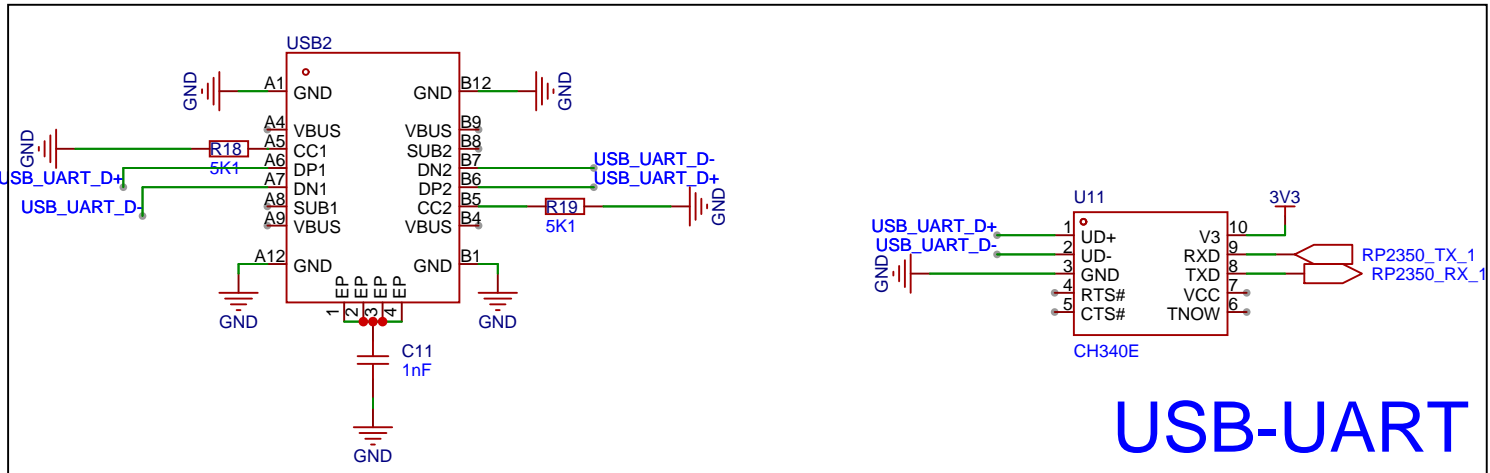 USB2
GND
A1
GND
GND
B12
GND
A4
VBUS
VBUS
B9
GND
R18
5K1
A5
CC1
SUB2
B8
USB_UART_D+
A6
DP1
DN2
B7
USB_UART_D-
USB_UART_D-
A7
DN1
DP2
B6
USB_UART_D+
A8
SUB1
CC2
B5
R19
5K1
GND
A9
VBUS
VBUS
B4
A12
GND
GND
B1
GND
GND
EP
EP
EP
EP
1
2
3
4
C11
1nF
GND
U11
3V3
USB_UART_D+
1
UD+
V3
10
USB_UART_D-
2
UD-
RXD
9
RP2350_TX_1
GND
3
GND
TXD
8
RP2350_RX_1
4
RTS#
VCC
7
5
CTS#
TNOW
6
CH340E
USB-UART